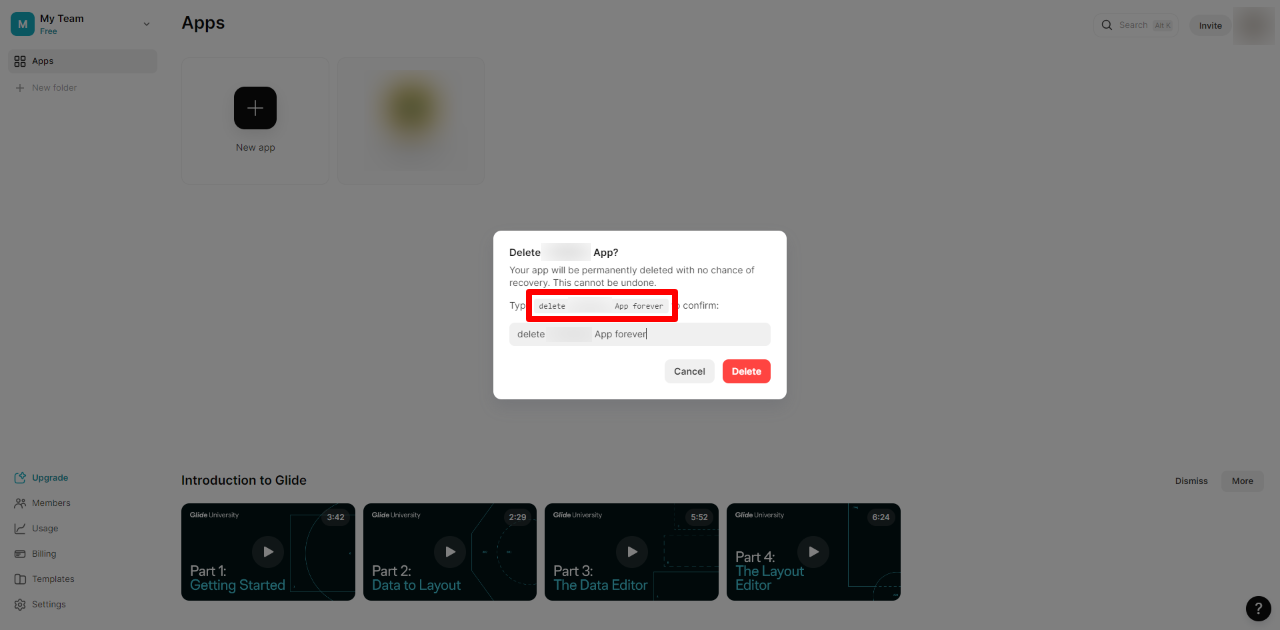 M
My Team
Free
Apps
New folder
Apps
Search Alt K
Invite
New app
Delete App?
Your app will be permanently deleted with no chance of
recovery. This cannot be undone.
Typ delete App forever o confirm:
delete App forever
Cancel
Delete
Upgrade
Members
Usage
Billing
Templates
Settings
Introduction to Glide
Dismiss
More
Glide University
3:42
Part 1:
Getting Started
Glide University
2:29
Part 2:
Data to Layout
Glide University
5:52
Part 3:
The Data Editor
Glide University
6:24
Part 4:
The Layout
Editor
?